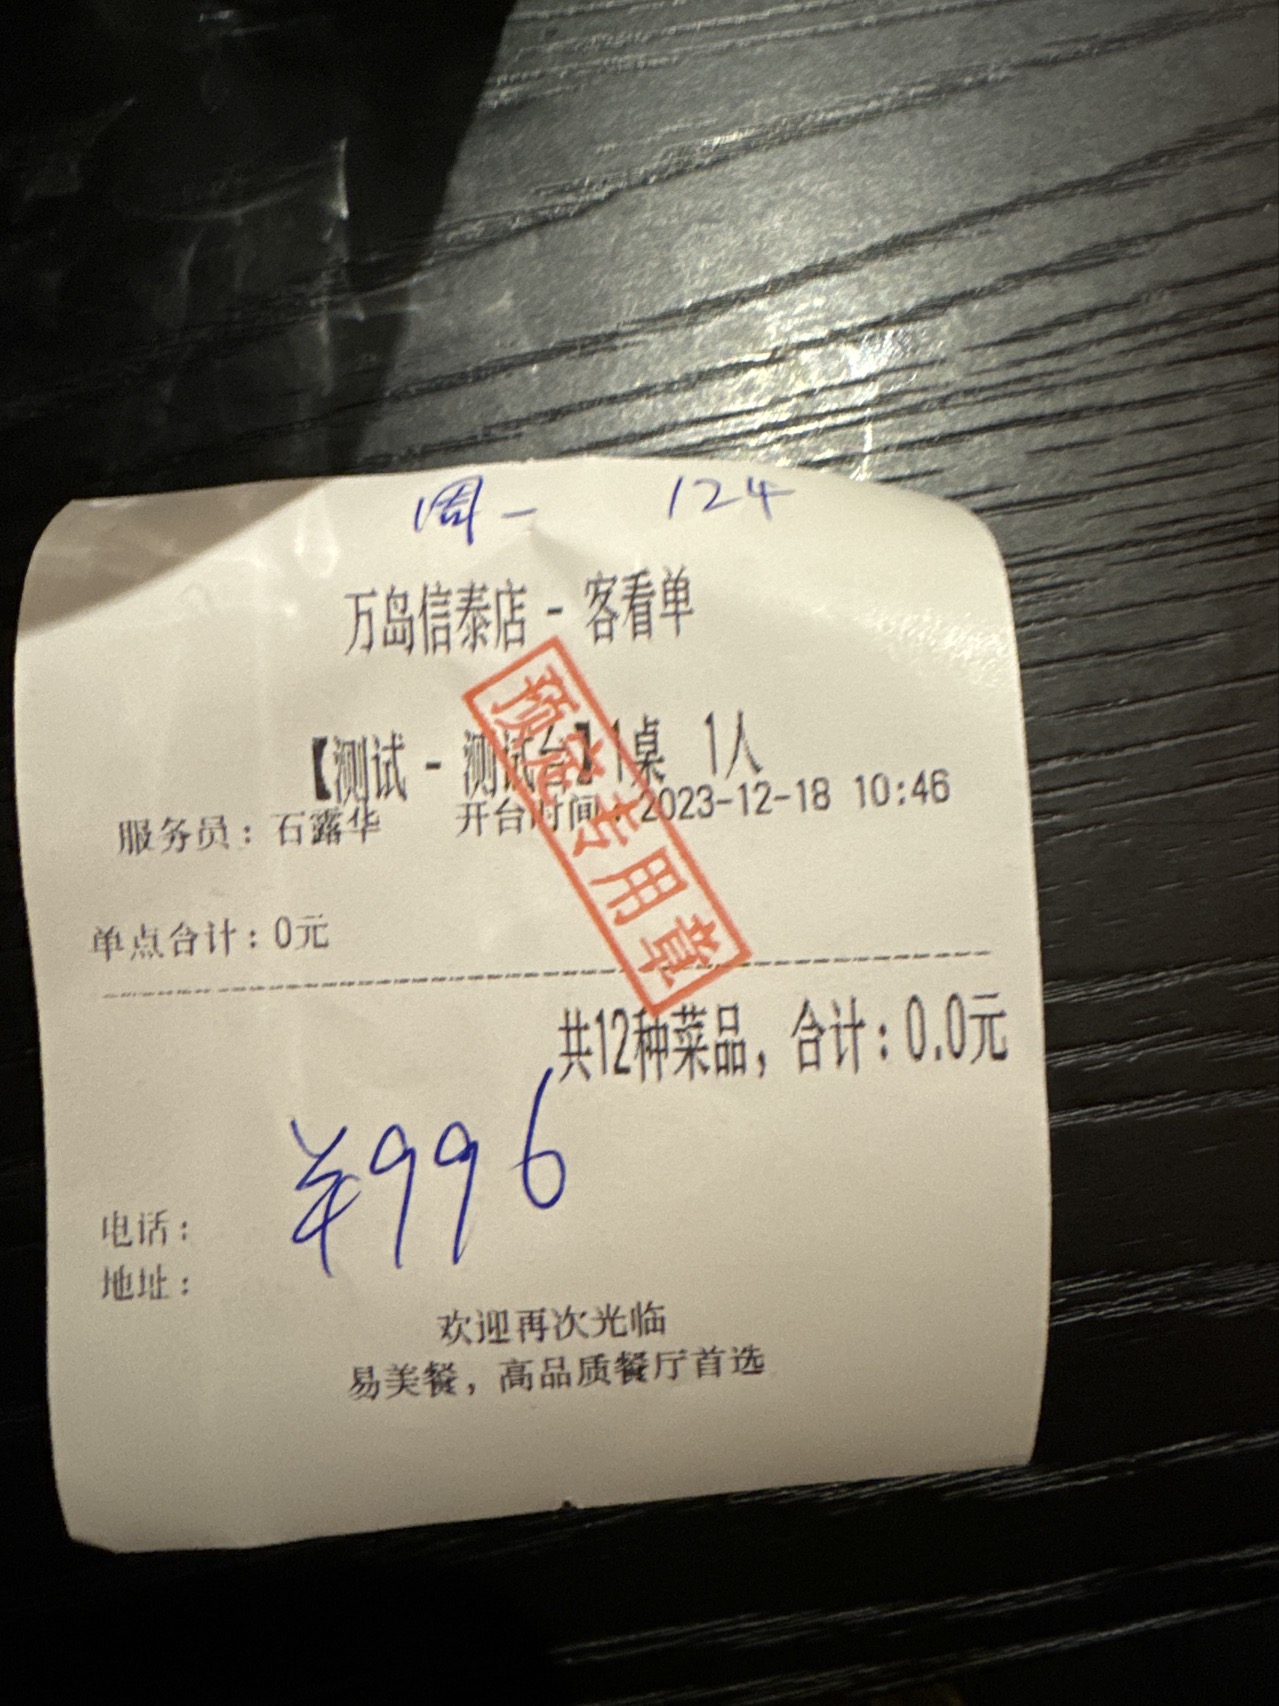 周一 124
万岛信泰店 - 客看单
【测试 - 测试台】1桌 1人
服务员：石露华 开台时间：2023-12-18 10:46
预定专用章
单点合计：0元
共12种菜品，合计：0.0元
¥996
电话：
地址：
欢迎再次光临
易美餐，高品质餐厅首选